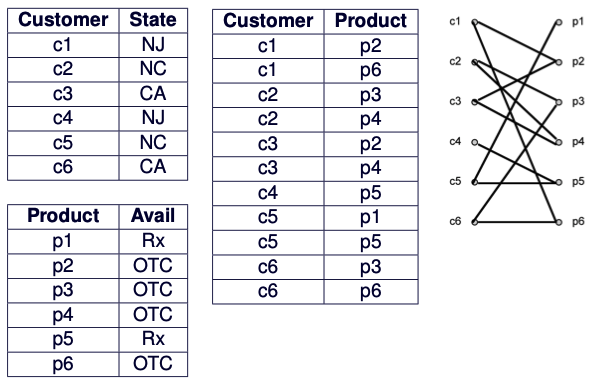 Customer State
c1 NJ
c2 NC
c3 CA
c4 NJ
c5 NC
c6 CA
Product Avail
p1 Rx
p2 OTC
p3 OTC
p4 OTC
p5 Rx
p6 OTC
Customer Product
c1 p2
c1 p6
c2 p3
c2 p4
c3 p2
c3 p4
c4 p5
c5 p1
c5 p5
c6 p3
c6 p6
c1 p1
c2 p2
c3 p3
c4 p4
c5 p5
c6 p6